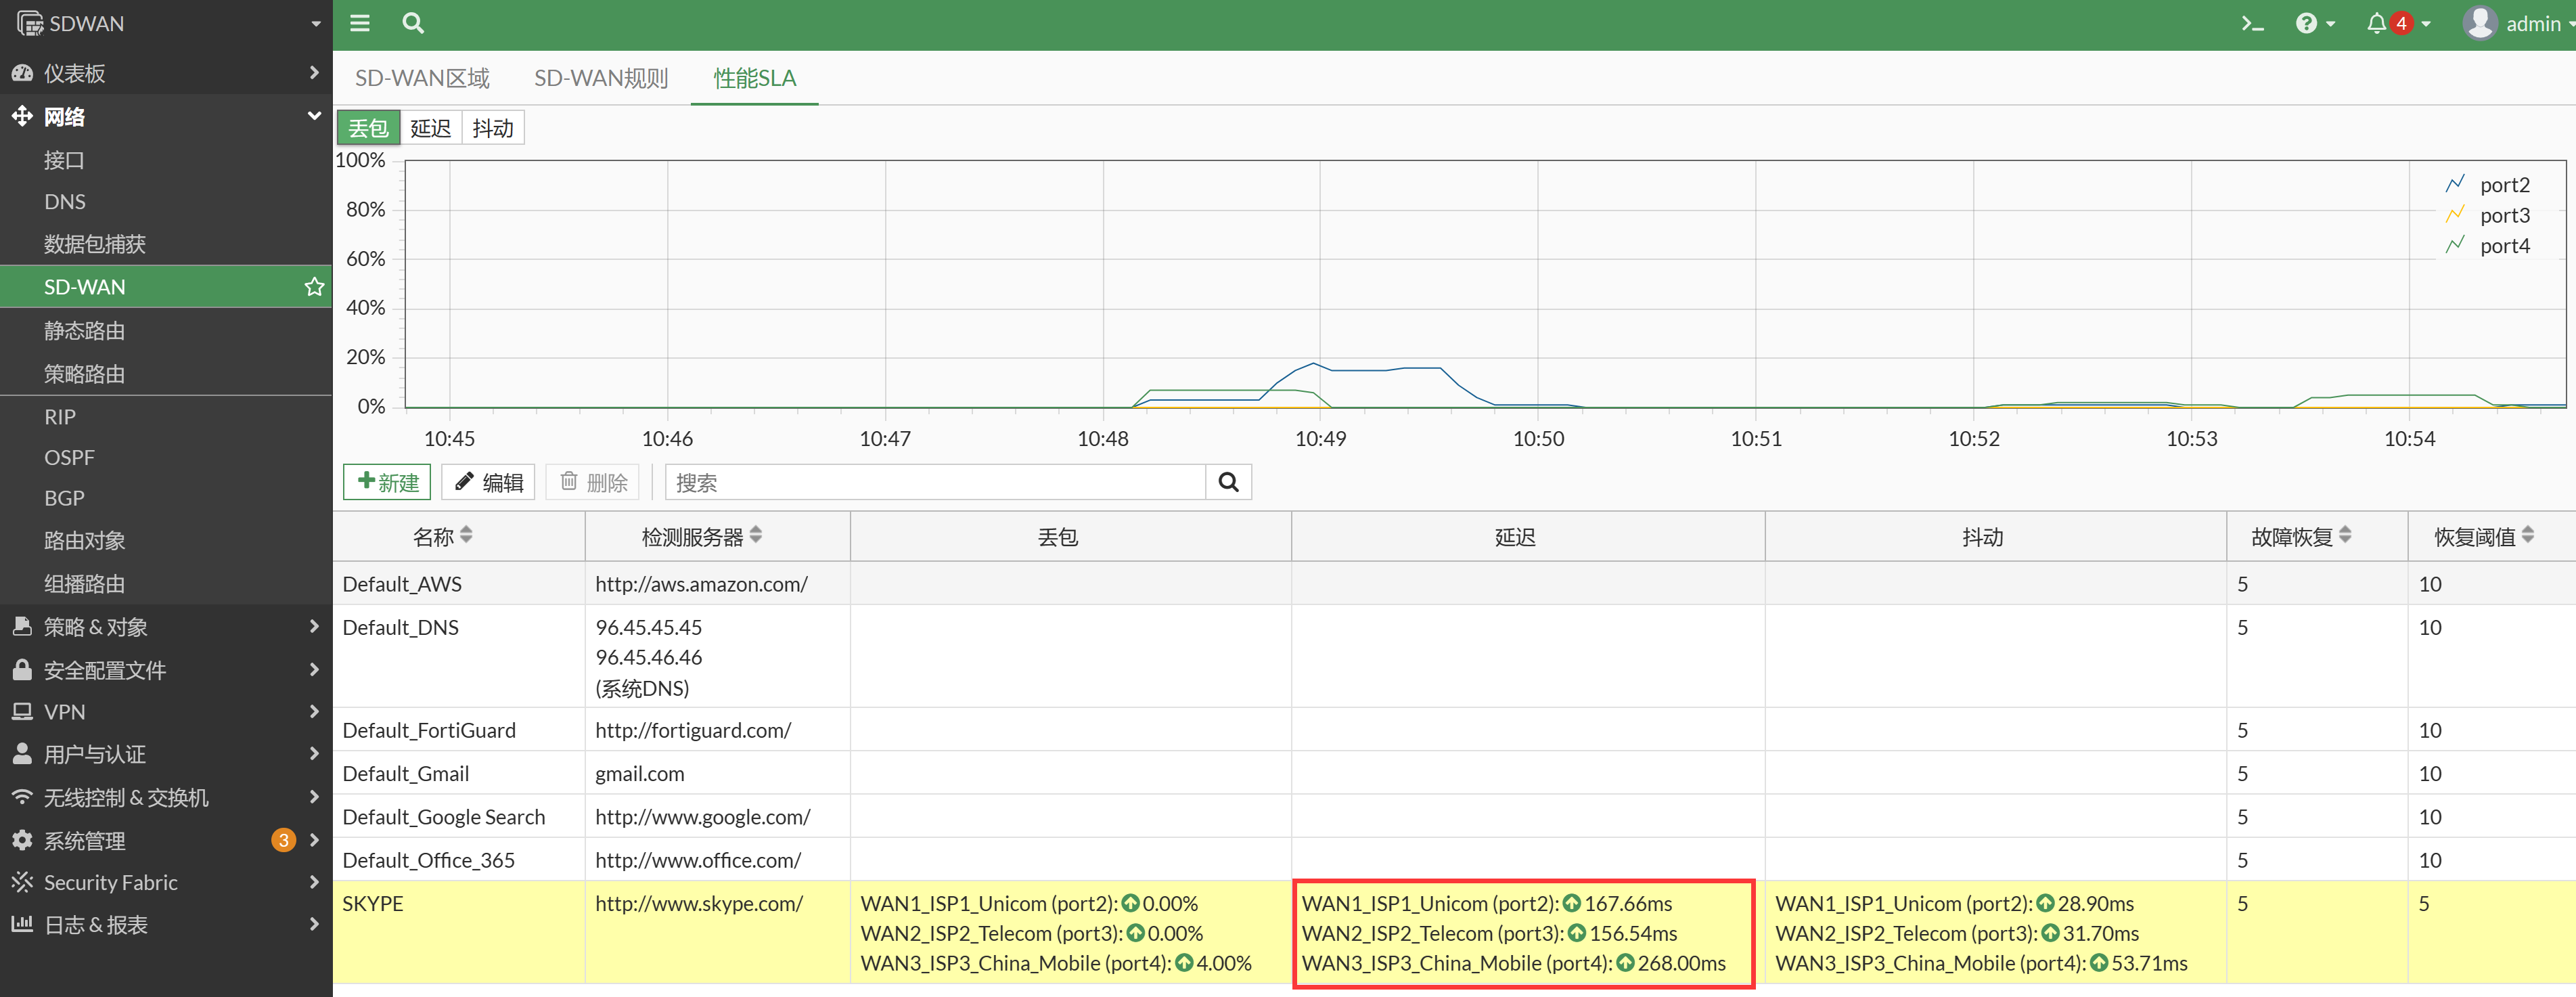 SDWAN
4
admin
仪表板
网络
接口
DNS
数据包捕获
SD-WAN
静态路由
策略路由
RIP
OSPF
BGP
路由对象
组播路由
策略 & 对象
安全配置文件
VPN
用户与认证
无线控制 & 交换机
系统管理
3
Security Fabric
日志 & 报表
SD-WAN区域 SD-WAN规则 性能SLA
丢包 延迟 抖动
100%
80%
60%
40%
20%
0%
port2
port3
port4
10:45 10:46 10:47 10:48 10:49 10:50 10:51 10:52 10:53 10:54
新建 编辑 删除 搜索
名称 检测服务器 丢包 延迟 抖动 故障恢复 恢复阈值
Default_AWS http://aws.amazon.com/ 5 10
Default_DNS 96.45.45.45 5 10
96.45.46.46
(系统DNS)
Default_FortiGuard http://fortiguard.com/ 5 10
Default_Gmail gmail.com 5 10
Default_Google Search http://www.google.com/ 5 10
Default_Office_365 http://www.office.com/ 5 10
SKYPE http://www.skype.com/ WAN1_ISP1_Unicom (port2): 0.00% WAN1_ISP1_Unicom (port2): 167.66ms WAN1_ISP1_Unicom (port2): 28.90ms 5 5
WAN2_ISP2_Telecom (port3): 0.00% WAN2_ISP2_Telecom (port3): 156.54ms WAN2_ISP2_Telecom (port3): 31.70ms
WAN3_ISP3_China_Mobile (port4): 4.00% WAN3_ISP3_China_Mobile (port4): 268.00ms WAN3_ISP3_China_Mobile (port4): 53.71ms